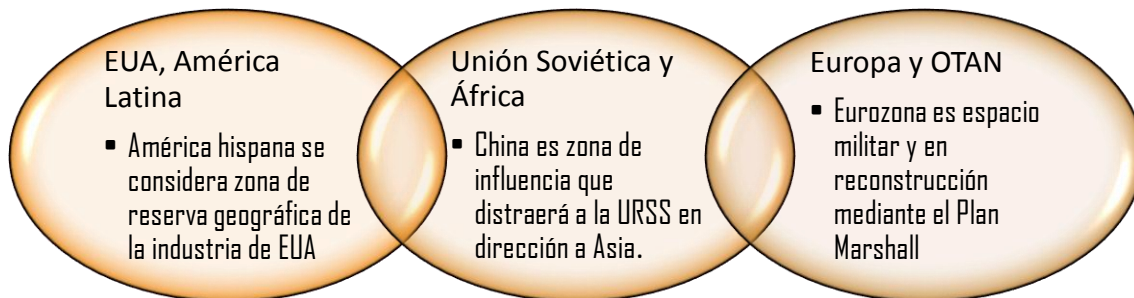 EUA, América
Latina
▪ América hispana se
considera zona de
reserva geográfica de
la industria de EUA
Unión Soviética y
África
▪ China es zona de
influencia que
distraerá a la URSS en
dirección a Asia.
Europa y OTAN
▪ Eurozona es espacio
militar y en
reconstrucción
mediante el Plan
Marshall